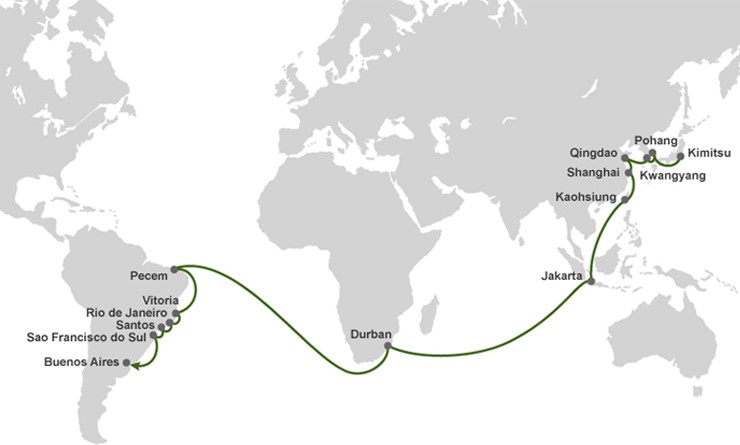 Pohang
Qingdao
Kimitsu
Shanghai
Kwangyang
Kaohsiung
Pecem
Jakarta
Vitoria
Rio de Janeiro
Santos
Durban
Sao Francisco do Sul
Buenos Aires